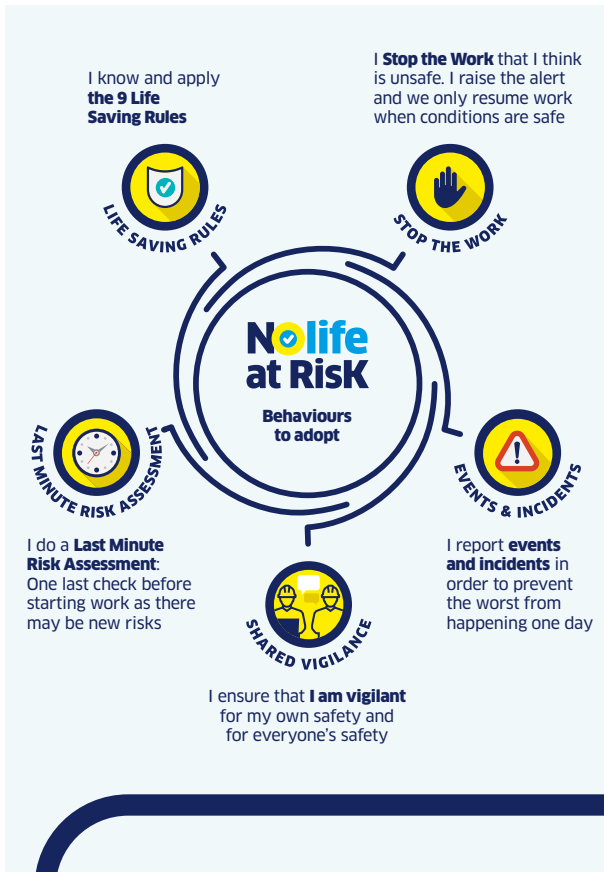 I know and apply
the 9 Life
Saving Rules
LIFE SAVING RULES
I Stop the Work that I think
is unsafe. I raise the alert
and we only resume work
when conditions are safe
STOP THE WORK
No life
at RisK
Behaviours
to adopt
LAST MINUTE RISK ASSESSMENT
I do a Last Minute
Risk Assessment:
One last check before
starting work as there
may be new risks
EVENTS & INCIDENTS
I report events
and incidents in
order to prevent
the worst from
happening one day
SHARED VIGILANCE
I ensure that I am vigilant
for my own safety and
for everyone's safety